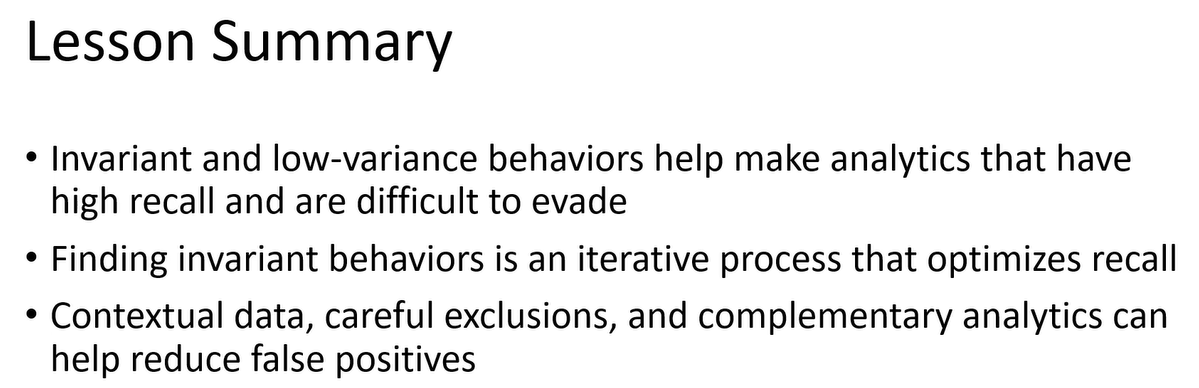 Lesson Summary
• Invariant and low-variance behaviors help make analytics that have
high recall and are difficult to evade
• Finding invariant behaviors is an iterative process that optimizes recall
• Contextual data, careful exclusions, and complementary analytics can
help reduce false positives